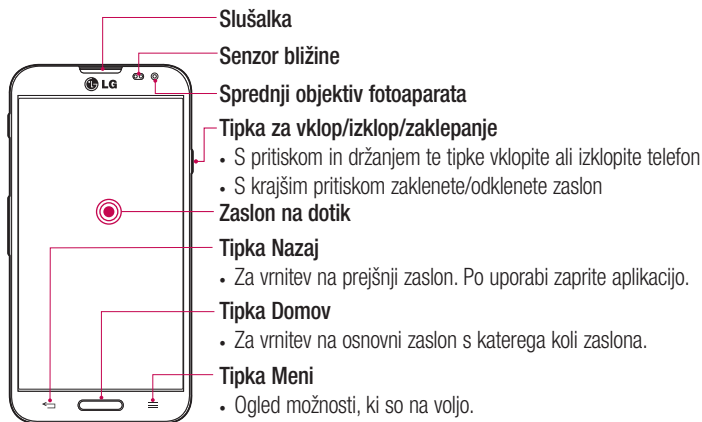 Slušalka
Senzor bližine
LG
Sprednji objektiv fotoaparata
Tipka za vklop/izklop/zaklepanje
• S pritiskom in držanjem te tipke vklopite ali izklopite telefon
• S krajšim pritiskom zaklenete/odklenete zaslon
Zaslon na dotik
Tipka Nazaj
• Za vrnitev na prejšnji zaslon. Po uporabi zaprite aplikacijo.
Tipka Domov
• Za vrnitev na osnovni zaslon s katerega koli zaslona.
Tipka Meni
• Ogled možnosti, ki so na voljo.